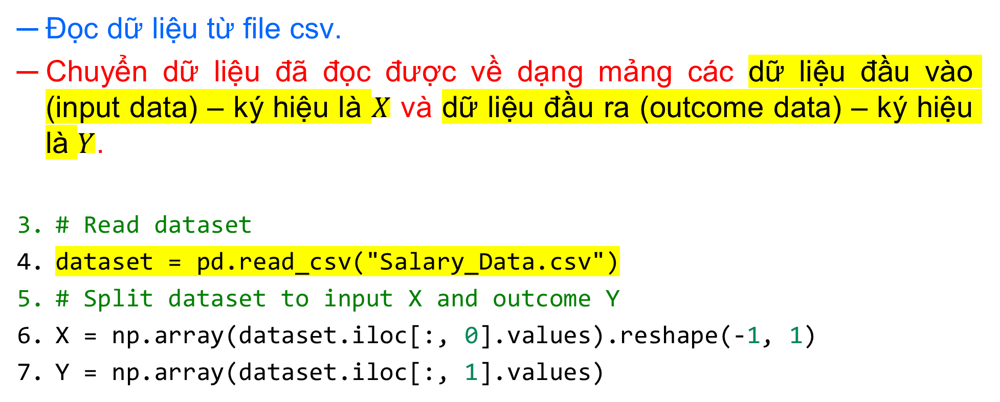 — Đọc dữ liệu từ file csv.
— Chuyển dữ liệu đã đọc được về dạng mảng các dữ liệu đầu vào
(input data) – ký hiệu là X và dữ liệu đầu ra (outcome data) – ký hiệu
là Y.
3. # Read dataset
4. dataset = pd.read_csv("Salary_Data.csv")
5. # Split dataset to input X and outcome Y
6. X = np.array(dataset.iloc[:, 0].values).reshape(-1, 1)
7. Y = np.array(dataset.iloc[:, 1].values)